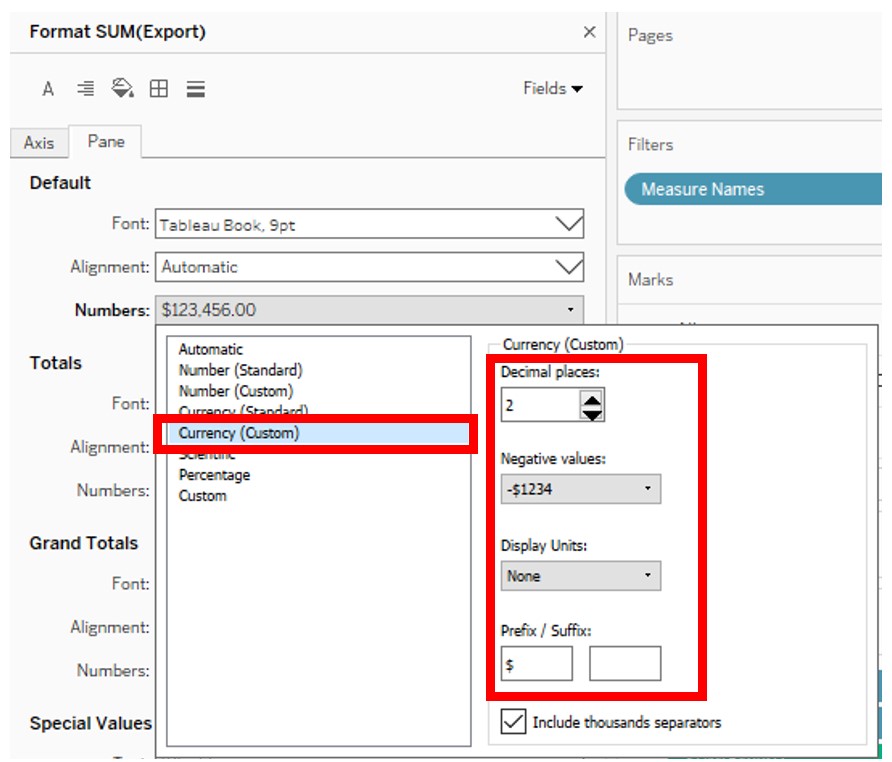 Format SUM(Export)
Pages
A
Fields
Axis
Pane
Filters
Default
Measure Names
Font: Tableau Book, 9pt
Alignment: Automatic
Marks
Numbers: $123,456.00
Automatic
Currency (Custom)
Totals
Number (Standard)
Decimal places:
Number (Custom)
Font:
2
Currency (Standard)
Currency (Custom)
Alignment:
Scientific
Negative values:
Percentage
Numbers:
-$1234
Custom
Grand Totals
Display Units:
Font:
None
Alignment:
Prefix / Suffix:
Numbers:
$
Special Values
Include thousands separators